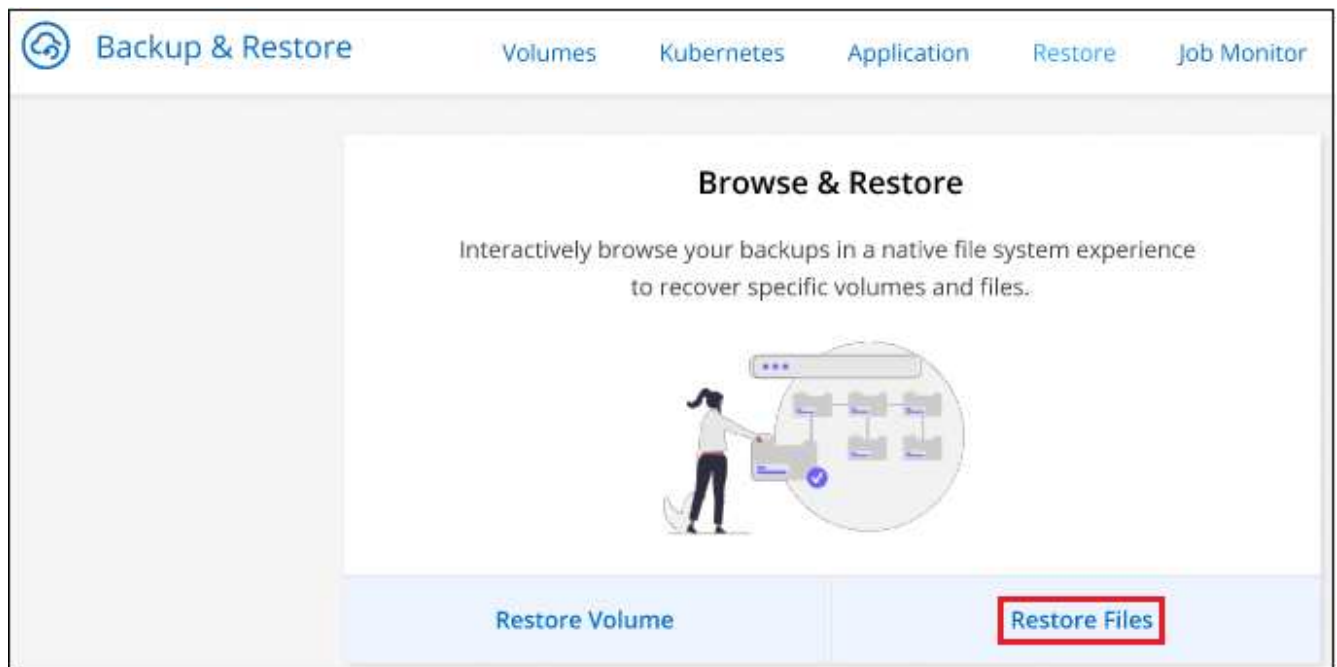 Backup & Restore Volumes Kubernetes Application Restore Job Monitor
Browse & Restore
Interactively browse your backups in a native file system experience
to recover specific volumes and files.
Restore Volume Restore Files